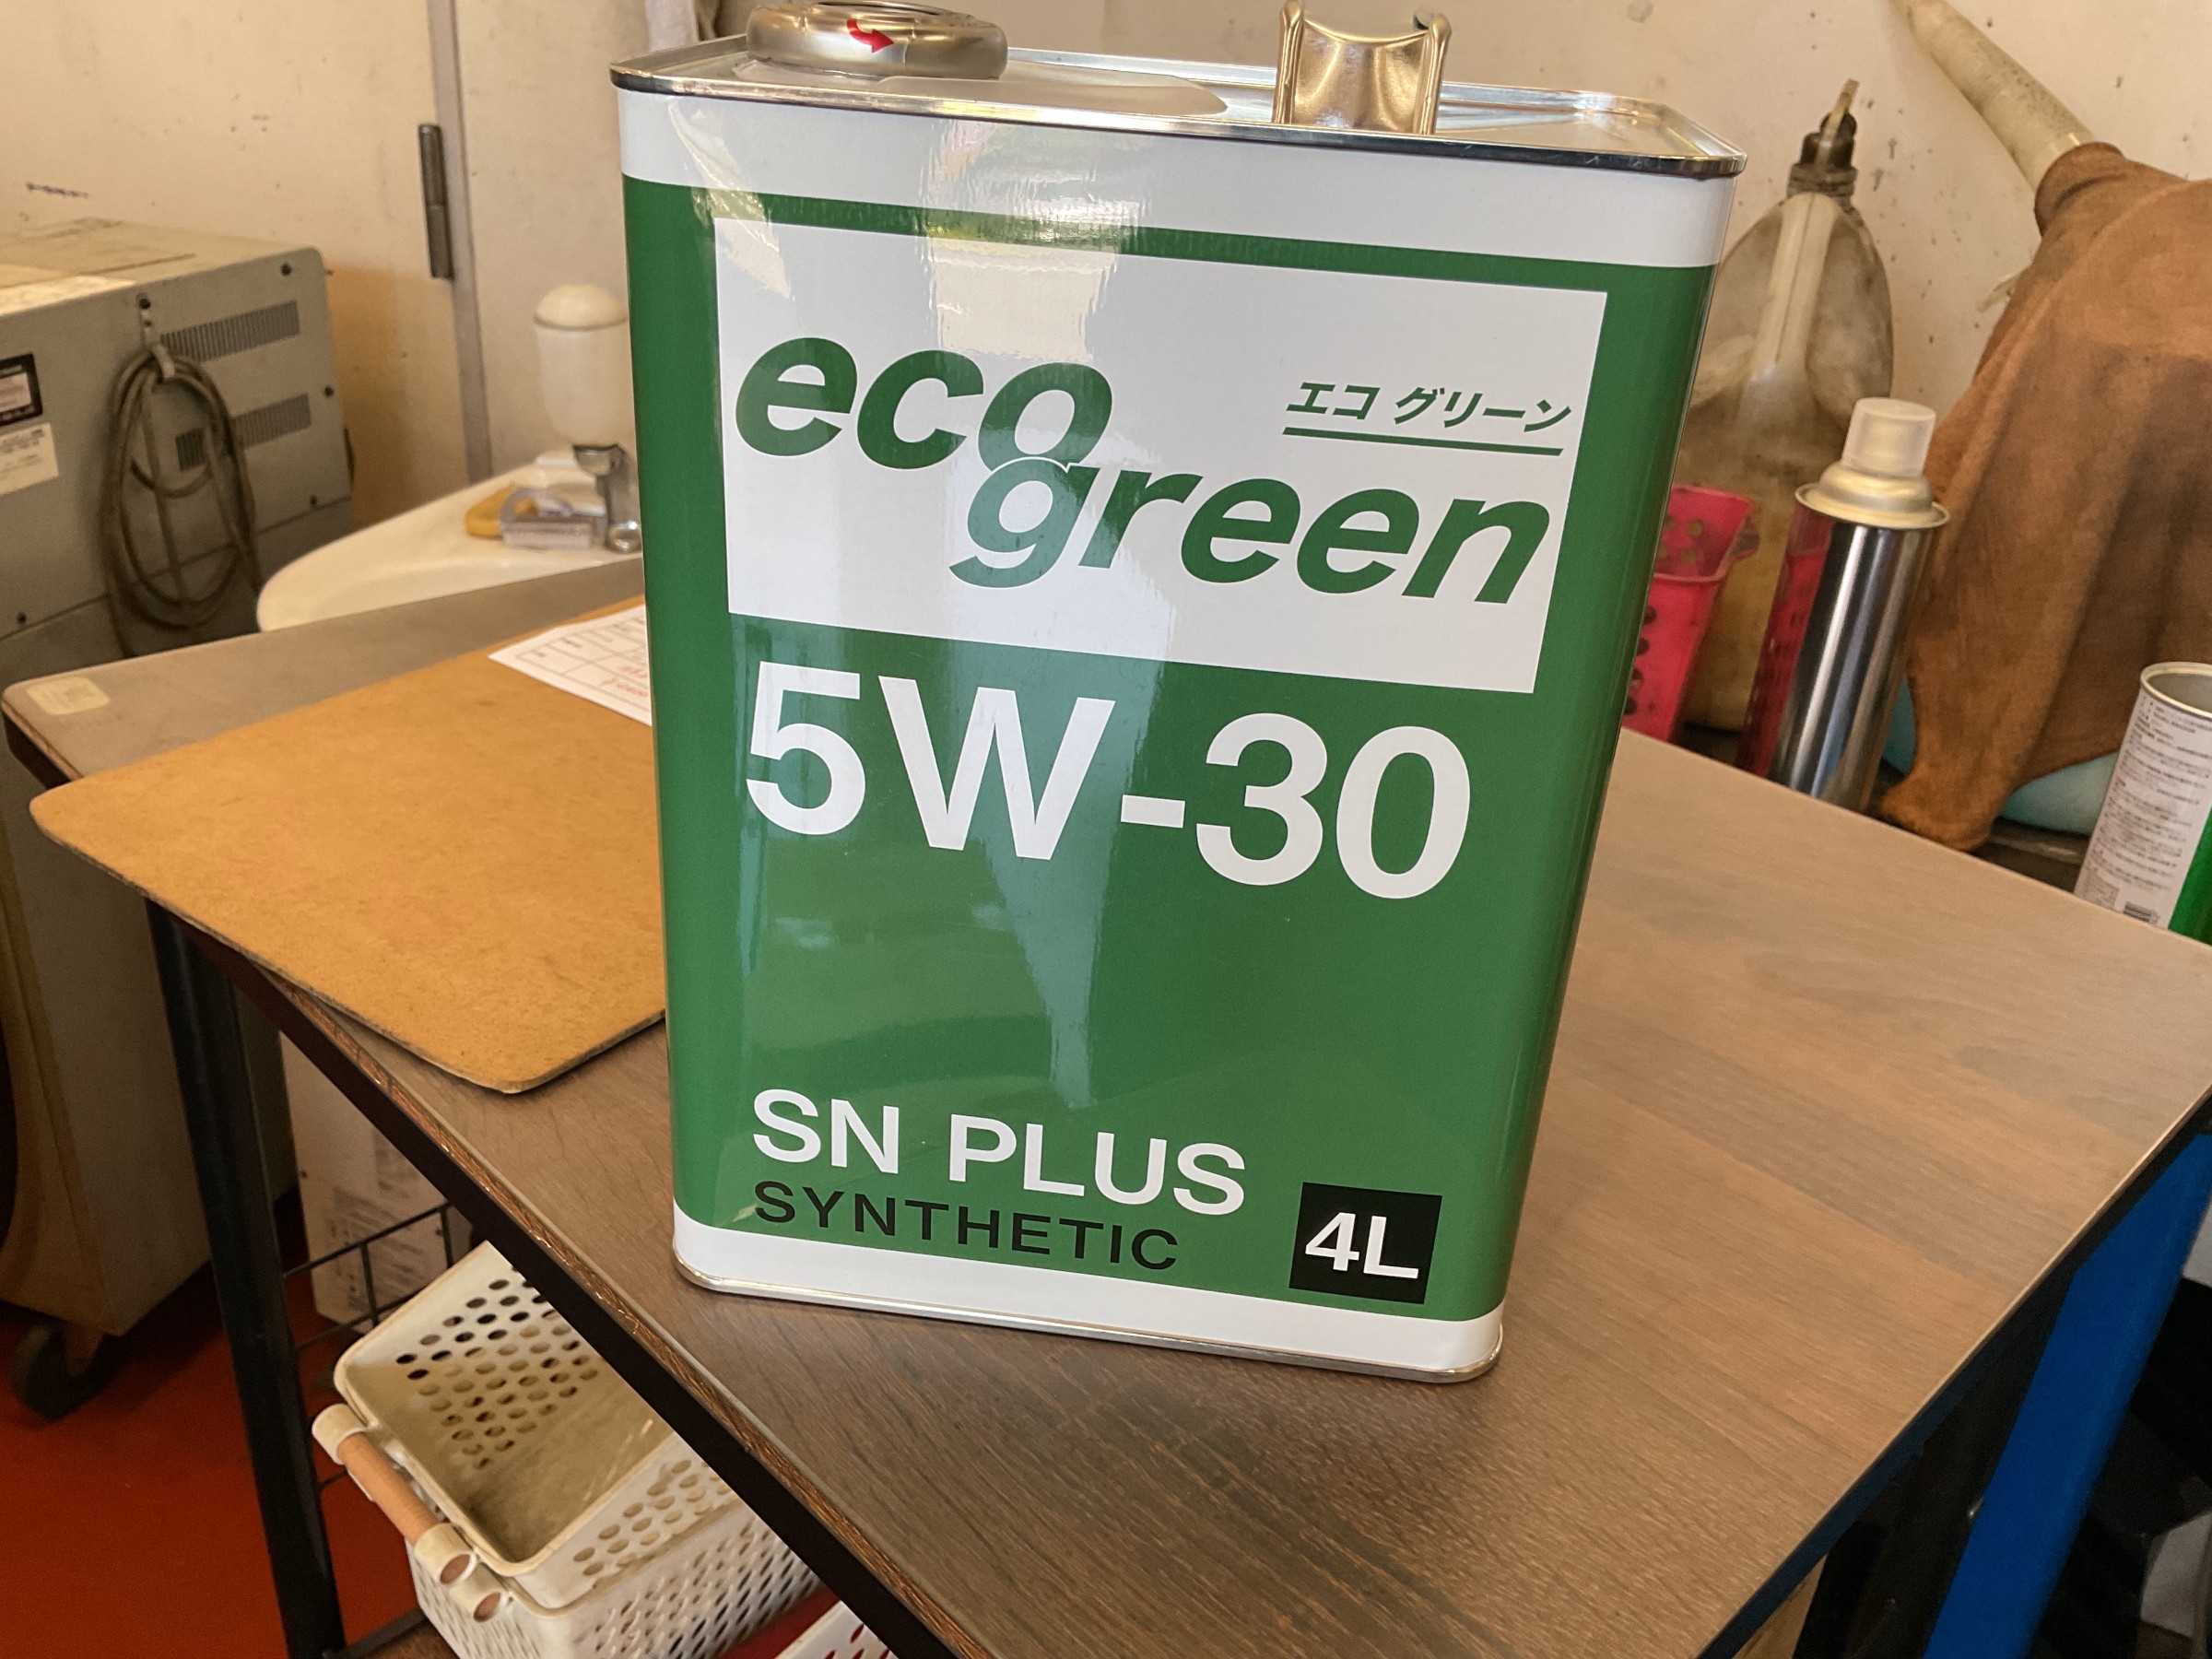 eco
エコ グリーン
green
5W-30
SN PLUS
SYNTHETIC
4L